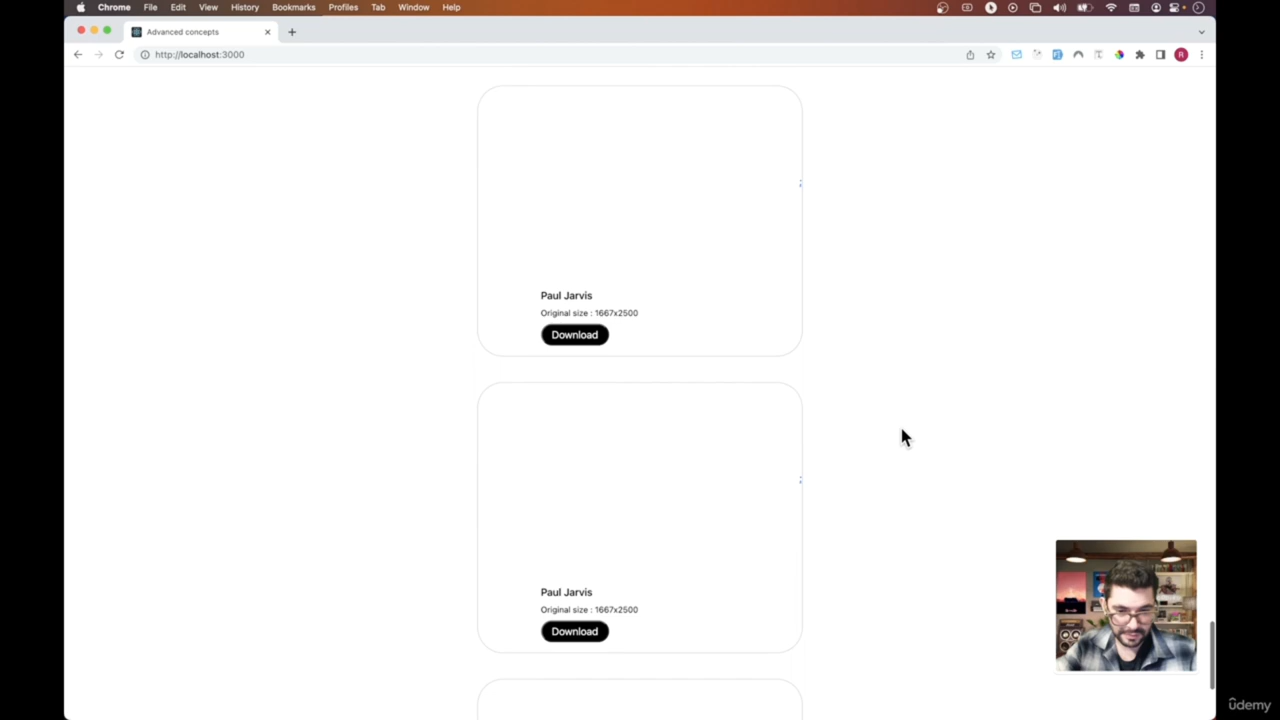 Chrome File Edit View History Bookmarks Profiles Tab Window Help
Advanced concepts
http://localhost:3000
R
Paul Jarvis
Original size : 1667x2500
Download
Paul Jarvis
Original size : 1667x2500
Download
ûdemy